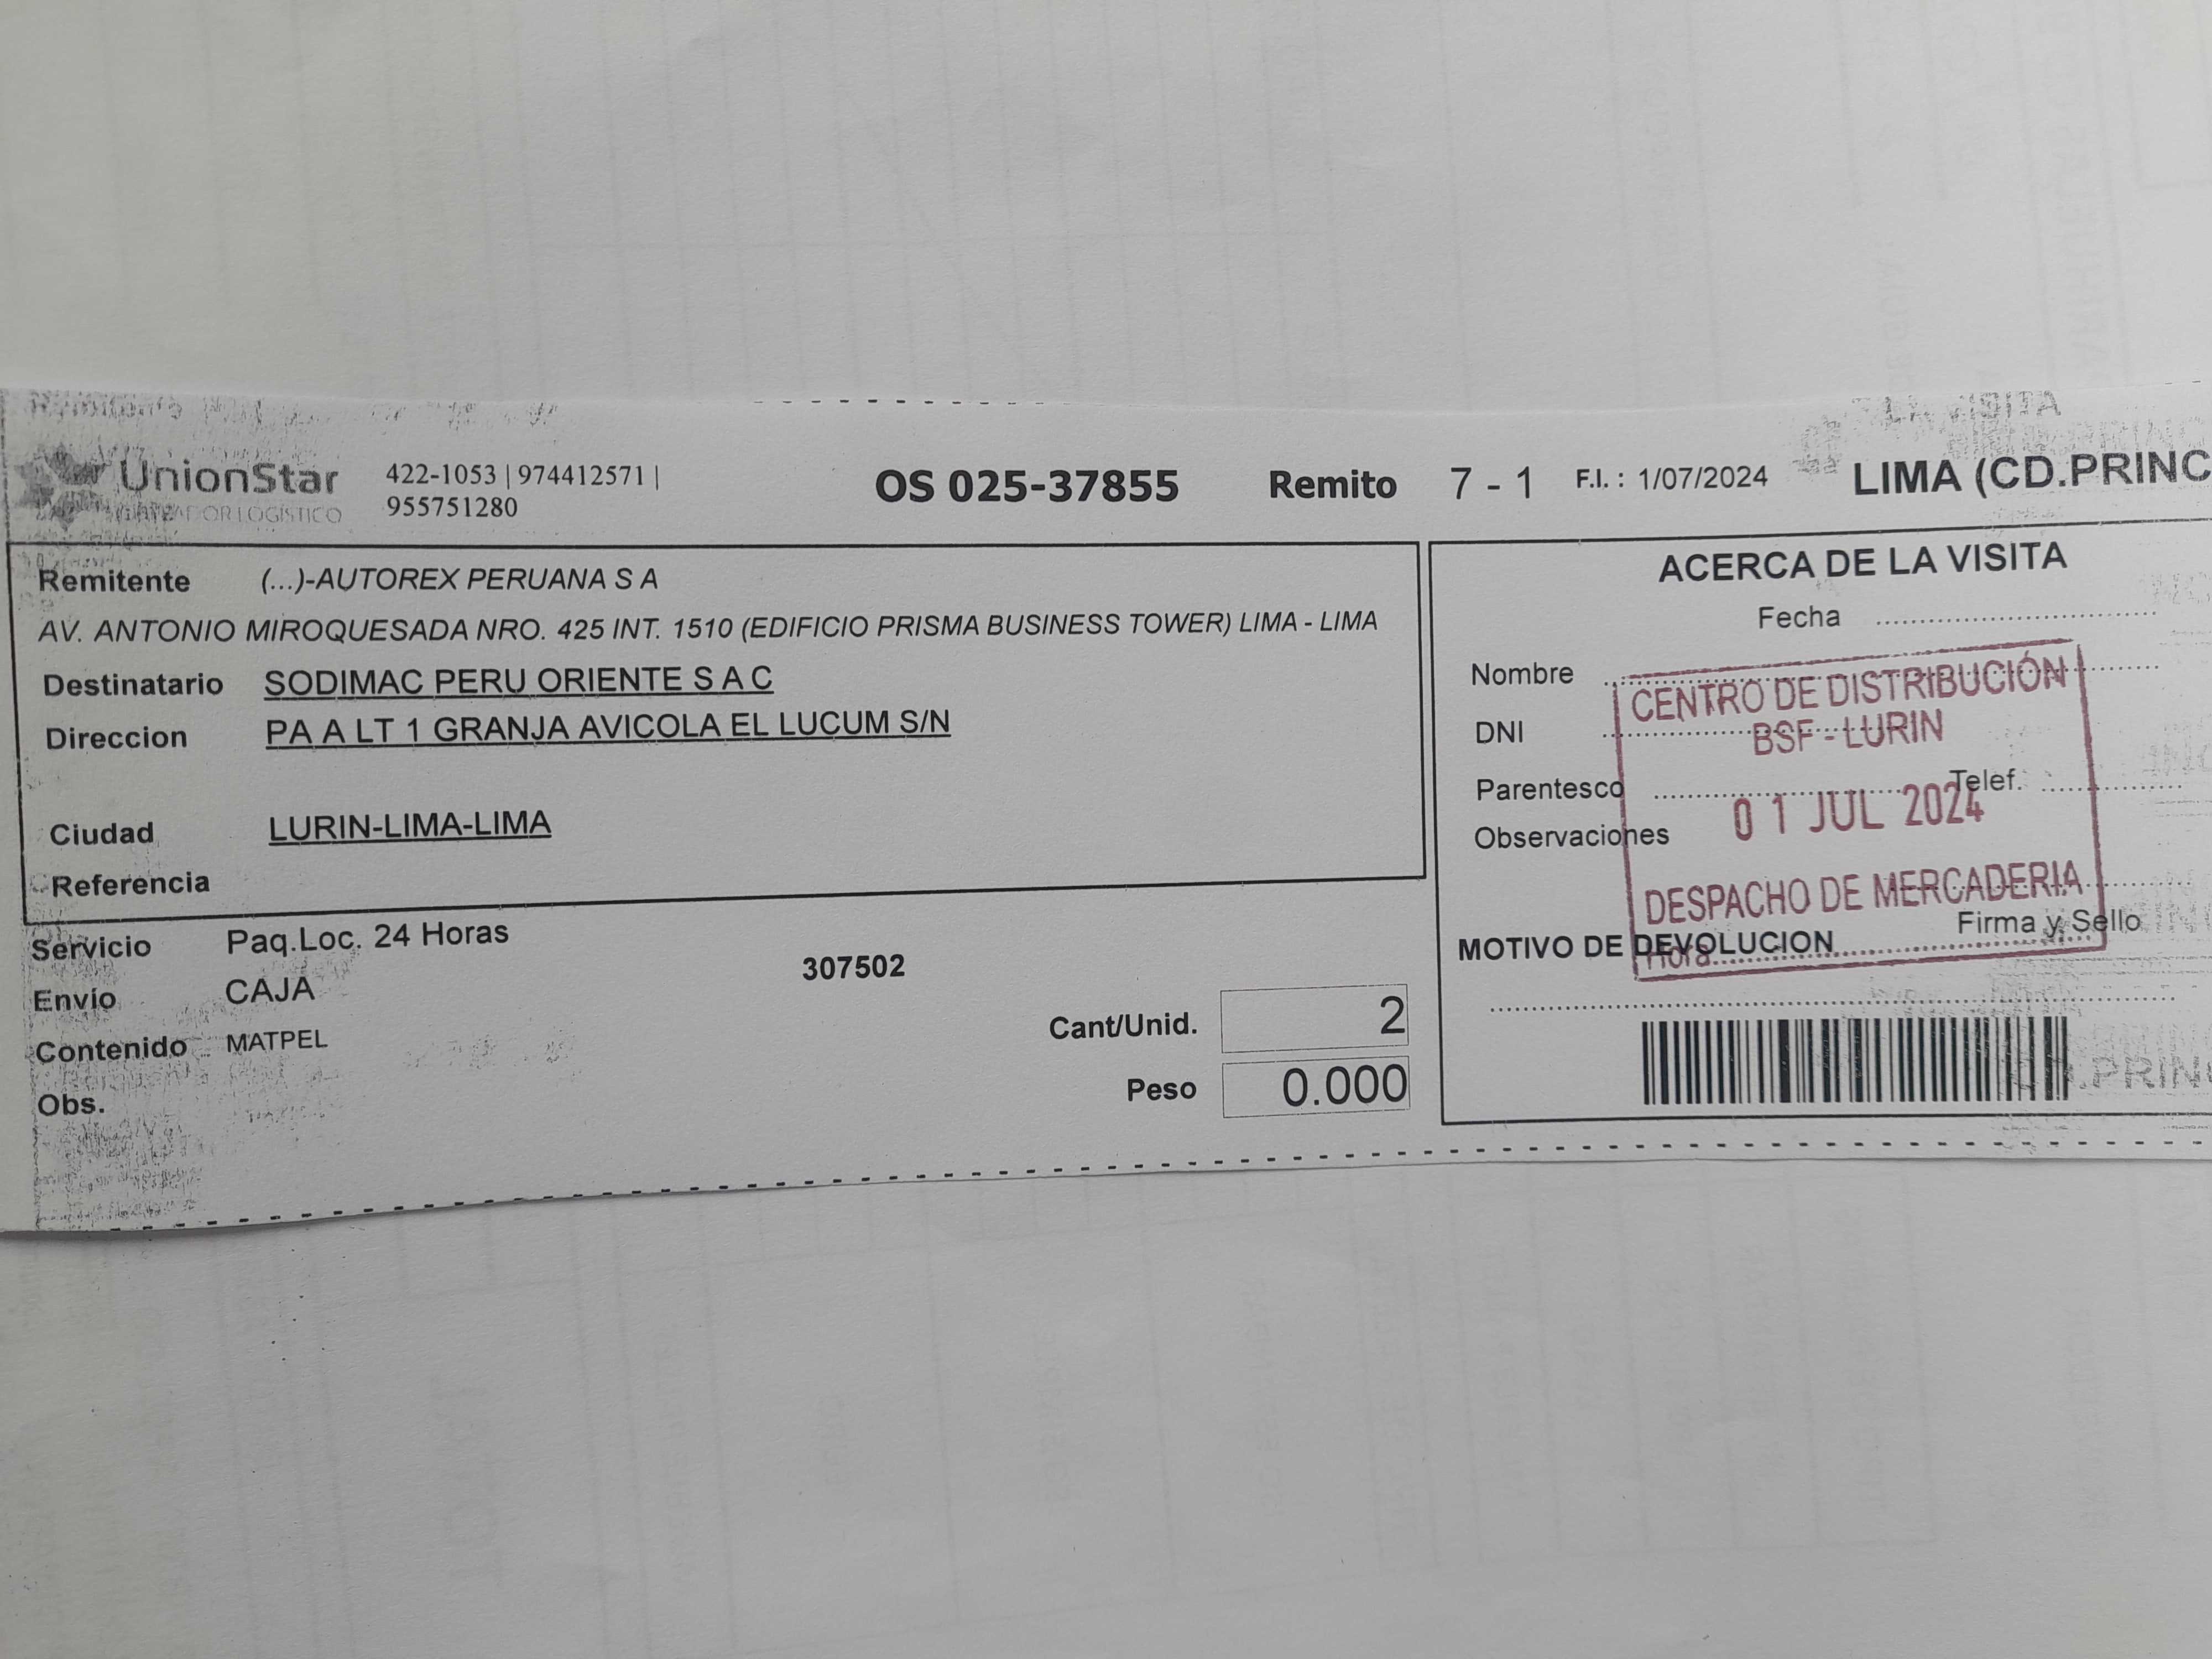 UnionStar
OPERADOR LOGÍSTICO
422-1053 | 974412571 |
955751280
OS 025-37855 Remito 7 - 1 F.I. : 1/07/2024 LIMA (CD.PRINC
Remitente (...)-AUTOREX PERUANA S A
AV. ANTONIO MIROQUESADA NRO. 425 INT. 1510 (EDIFICIO PRISMA BUSINESS TOWER) LIMA - LIMA
Destinatario SODIMAC PERU ORIENTE S A C
Direccion PA A LT 1 GRANJA AVICOLA EL LUCUM S/N
Ciudad LURIN-LIMA-LIMA
Referencia
Servicio Paq.Loc. 24 Horas
307502
Envío CAJA
Contenido MATPEL
Obs.
Cant/Unid. 2
Peso 0.000
ACERCA DE LA VISITA
Fecha
Nombre
DNI
Parentesco Telef.
Observaciones
Firma y Sello
MOTIVO DE DEVOLUCION
CENTRO DE DISTRIBUCIÓN
BSF - LURIN
01 JUL 2024
DESPACHO DE MERCADERIA
Hora